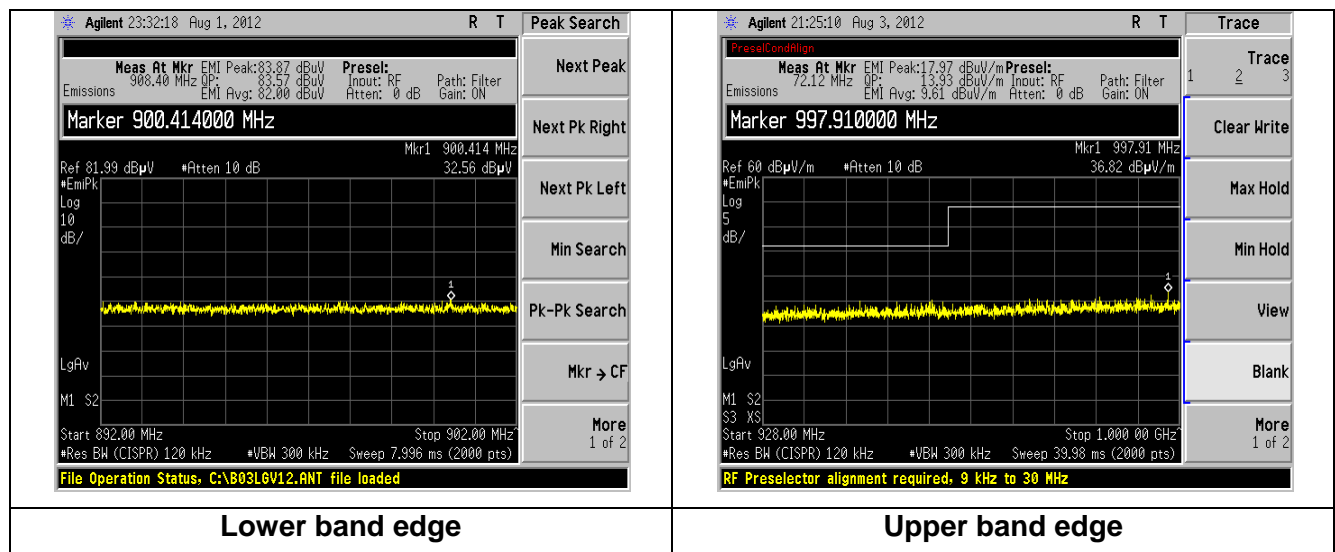 Agilent 23:32:18 Aug 1, 2012 R T
Peak Search
Meas At Mkr EMI Peak:83.87 dBuV Presel:
908.40 MHz QP: 83.57 dBuV Input: RF Path: Filter
Emissions EMI Avg: 82.00 dBuV Atten: 0 dB Gain: ON
Marker 900.414000 MHz
Mkr1 900.414 MHz
Ref 81.99 dBµV #Atten 10 dB 32.56 dBµV
#EmiPk
Log
10
dB/
1
LgAv
M1 S2
Start 892.00 MHz Stop 902.00 MHz^
#Res BW (CISPR) 120 kHz #VBW 300 kHz Sweep 7.996 ms (2000 pts)
File Operation Status, C:\B03LGV12.ANT file loaded
Next Peak
Next Pk Right
Next Pk Left
Min Search
Pk-Pk Search
Mkr → CF
More
1 of 2
Lower band edge
Agilent 21:25:10 Aug 3, 2012 R T
Trace
PreselCondAlign
Meas At Mkr EMI Peak:17.97 dBuV/m Presel:
72.12 MHz QP: 13.93 dBuV/m Input: RF Path: Filter
Emissions EMI Avg: 9.61 dBuV/m Atten: 0 dB Gain: ON
Marker 997.910000 MHz
Mkr1 997.91 MHz
Ref 60 dBµV/m #Atten 10 dB 36.82 dBµV/m
#EmiPk
Log
5
dB/
1
LgAv
M1 S2
S3 XS
Start 928.00 MHz Stop 1.000 00 GHz^
#Res BW (CISPR) 120 kHz #VBW 300 kHz Sweep 39.98 ms (2000 pts)
RF Preselector alignment required, 9 kHz to 30 MHz
Trace
1 2 3
Clear Write
Max Hold
Min Hold
View
Blank
More
1 of 2
Upper band edge